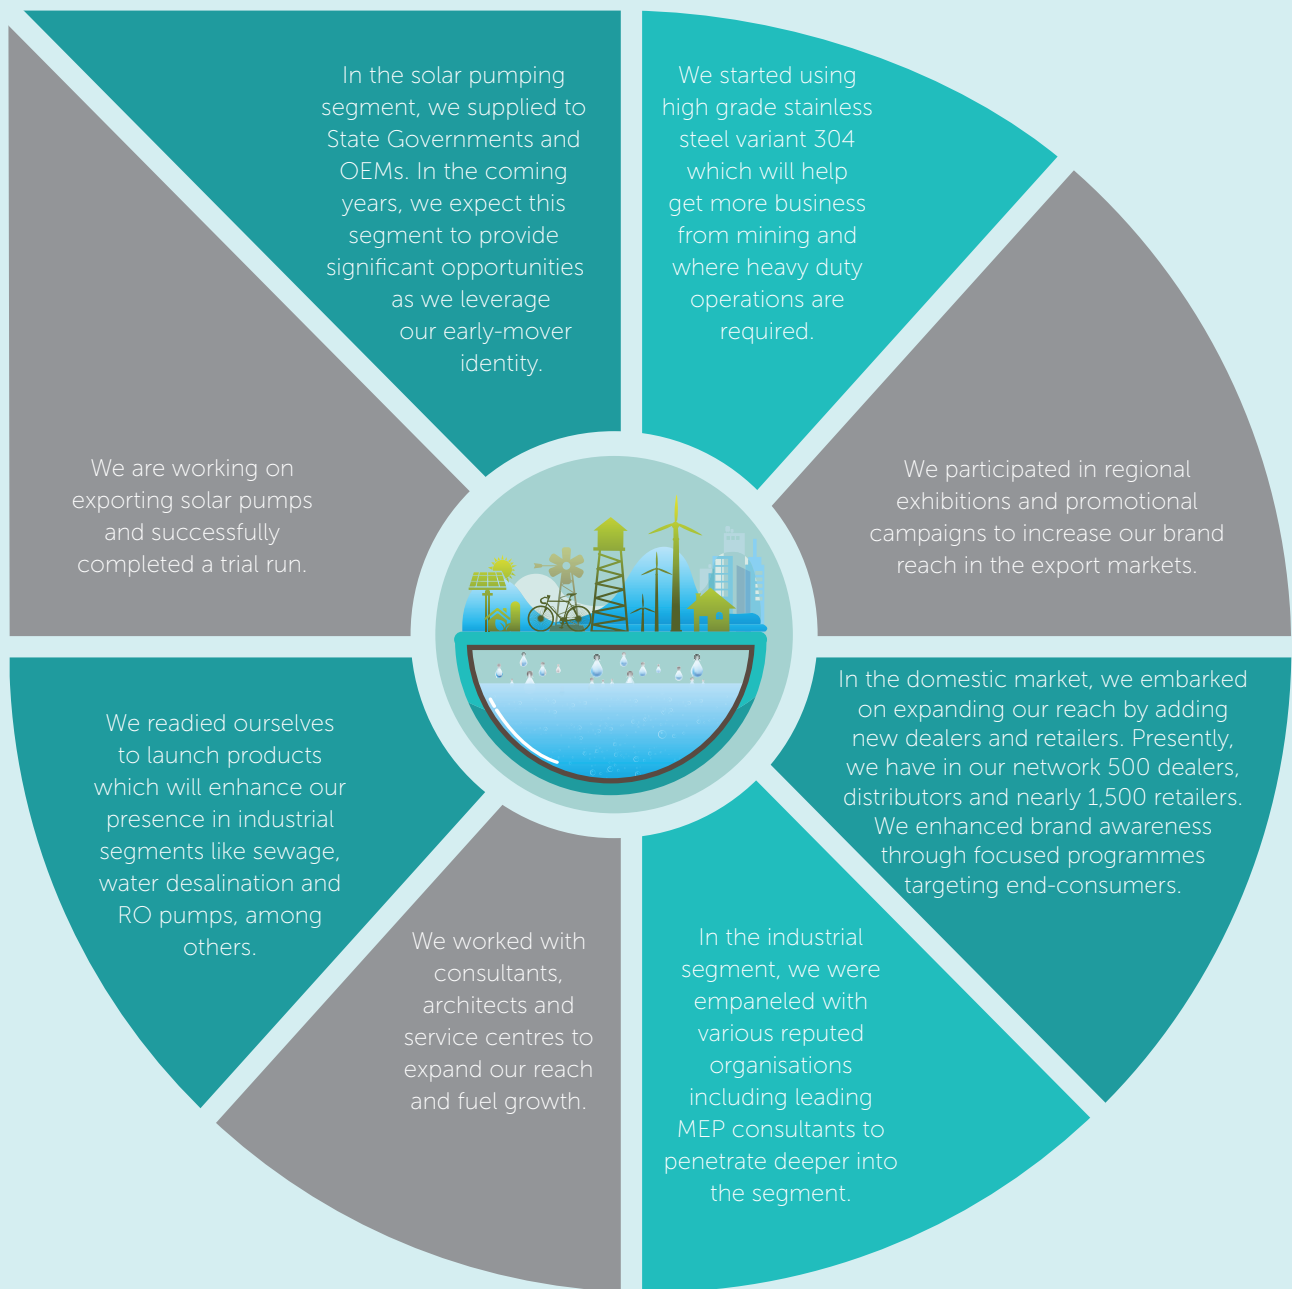 In the solar pumping
segment, we supplied to
State Governments and
OEMs. In the coming
years, we expect this
segment to provide
significant opportunities
as we leverage
our early-mover
identity.
We started using
high grade stainless
steel variant 304
which will help
get more business
from mining and
where heavy duty
operations are
required.
We participated in regional
exhibitions and promotional
campaigns to increase our brand
reach in the export markets.
In the domestic market, we embarked
on expanding our reach by adding
new dealers and retailers. Presently,
we have in our network 500 dealers,
distributors and nearly 1,500 retailers.
We enhanced brand awareness
through focused programmes
targeting end-consumers.
In the industrial
segment, we were
empaneled with
various reputed
organisations
including leading
MEP consultants to
penetrate deeper into
the segment.
We worked with
consultants,
architects and
service centres to
expand our reach
and fuel growth.
We readied ourselves
to launch products
which will enhance our
presence in industrial
segments like sewage,
water desalination and
RO pumps, among
others.
We are working on
exporting solar pumps
and successfully
completed a trial run.